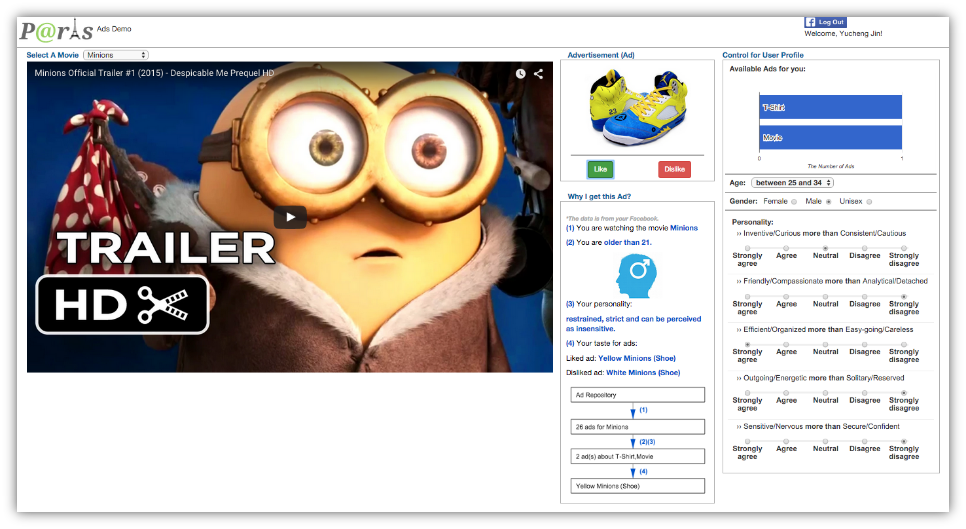 P@ris Ads Demo
Log Out
Welcome, Yucheng Jin!
Select A Movie Minions
Minions Official Trailer #1 (2015) - Despicable Me Prequel HD
TRAILER
HD
Advertisement (Ad)
Like Dislike
Why I get this Ad?
*The data is from your Facebook.
(1) You are watching the movie Minions
(2) You are older than 21.
(3) Your personality:
restrained, strict and can be perceived
as insensitive.
(4) Your taste for ads:
Liked ad: Yellow Minions (Shoe)
Disliked ad: White Minions (Shoe)
Ad Repository
(1)
26 ads for Minions
(2)(3)
2 ad(s) about T-Shirt,Movie
(4)
Yellow Minions (Shoe)
Control for User Profile
Available Ads for you:
T-Shirt
Movie
0 1
The Number of Ads
Age: between 25 and 34
Gender: Female Male Unisex
Personality:
›› Inventive/Curious more than Consistent/Cautious
Strongly agree Agree Neutral Disagree Strongly disagree
›› Friendly/Compassionate more than Analytical/Detached
Strongly agree Agree Neutral Disagree Strongly disagree
›› Efficient/Organized more than Easy-going/Careless
Strongly agree Agree Neutral Disagree Strongly disagree
›› Outgoing/Energetic more than Solitary/Reserved
Strongly agree Agree Neutral Disagree Strongly disagree
›› Sensitive/Nervous more than Secure/Confident
Strongly agree Agree Neutral Disagree Strongly disagree